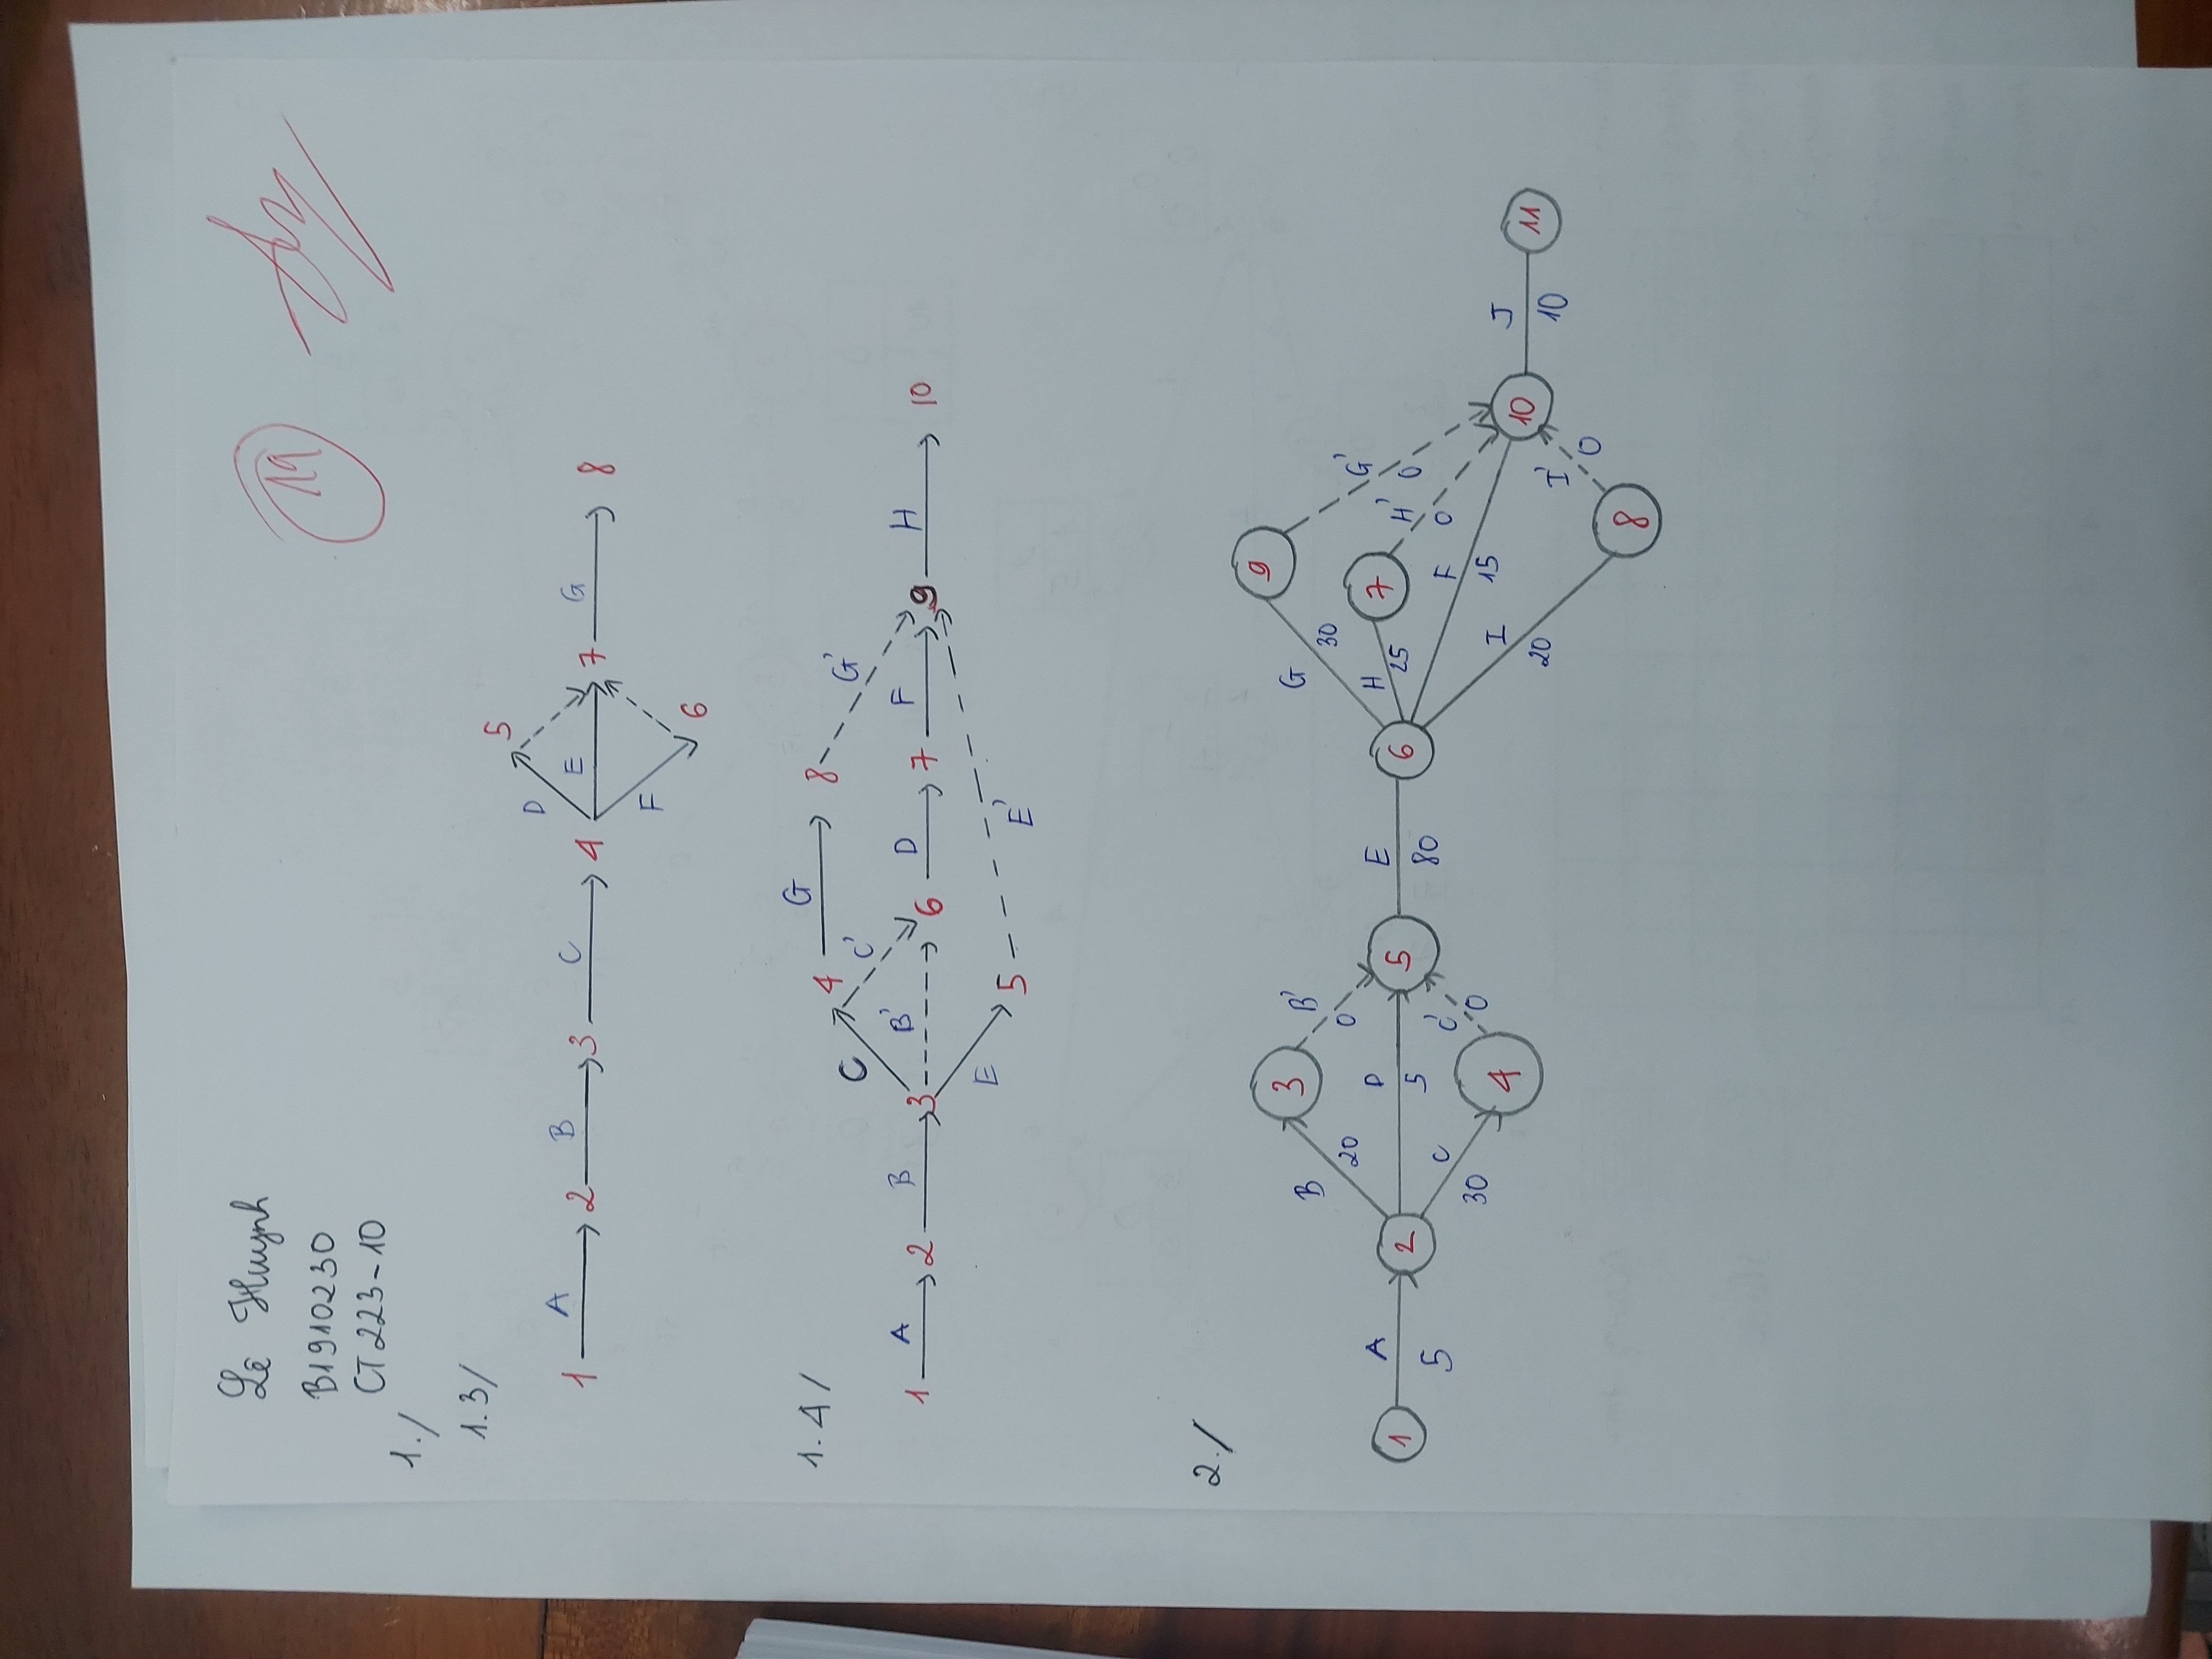 Lê Huỳnh
B1910230
CT223-10
19
1./
1.3/
5
D
A B C E G
1 2 3 4 7 8
F
6
1.4/
G
4 8
C C' G'
A B B' D F H
1 2 3 6 7 9 10
E
5
E'
2./
9
3
B B' G
20 0 30
G'
H 7
A D E 25 H' 0
1 2 5 6
5 5 80 0
C C' F
30 0 15
4 I
20
J
10 11
10
I'
0
8